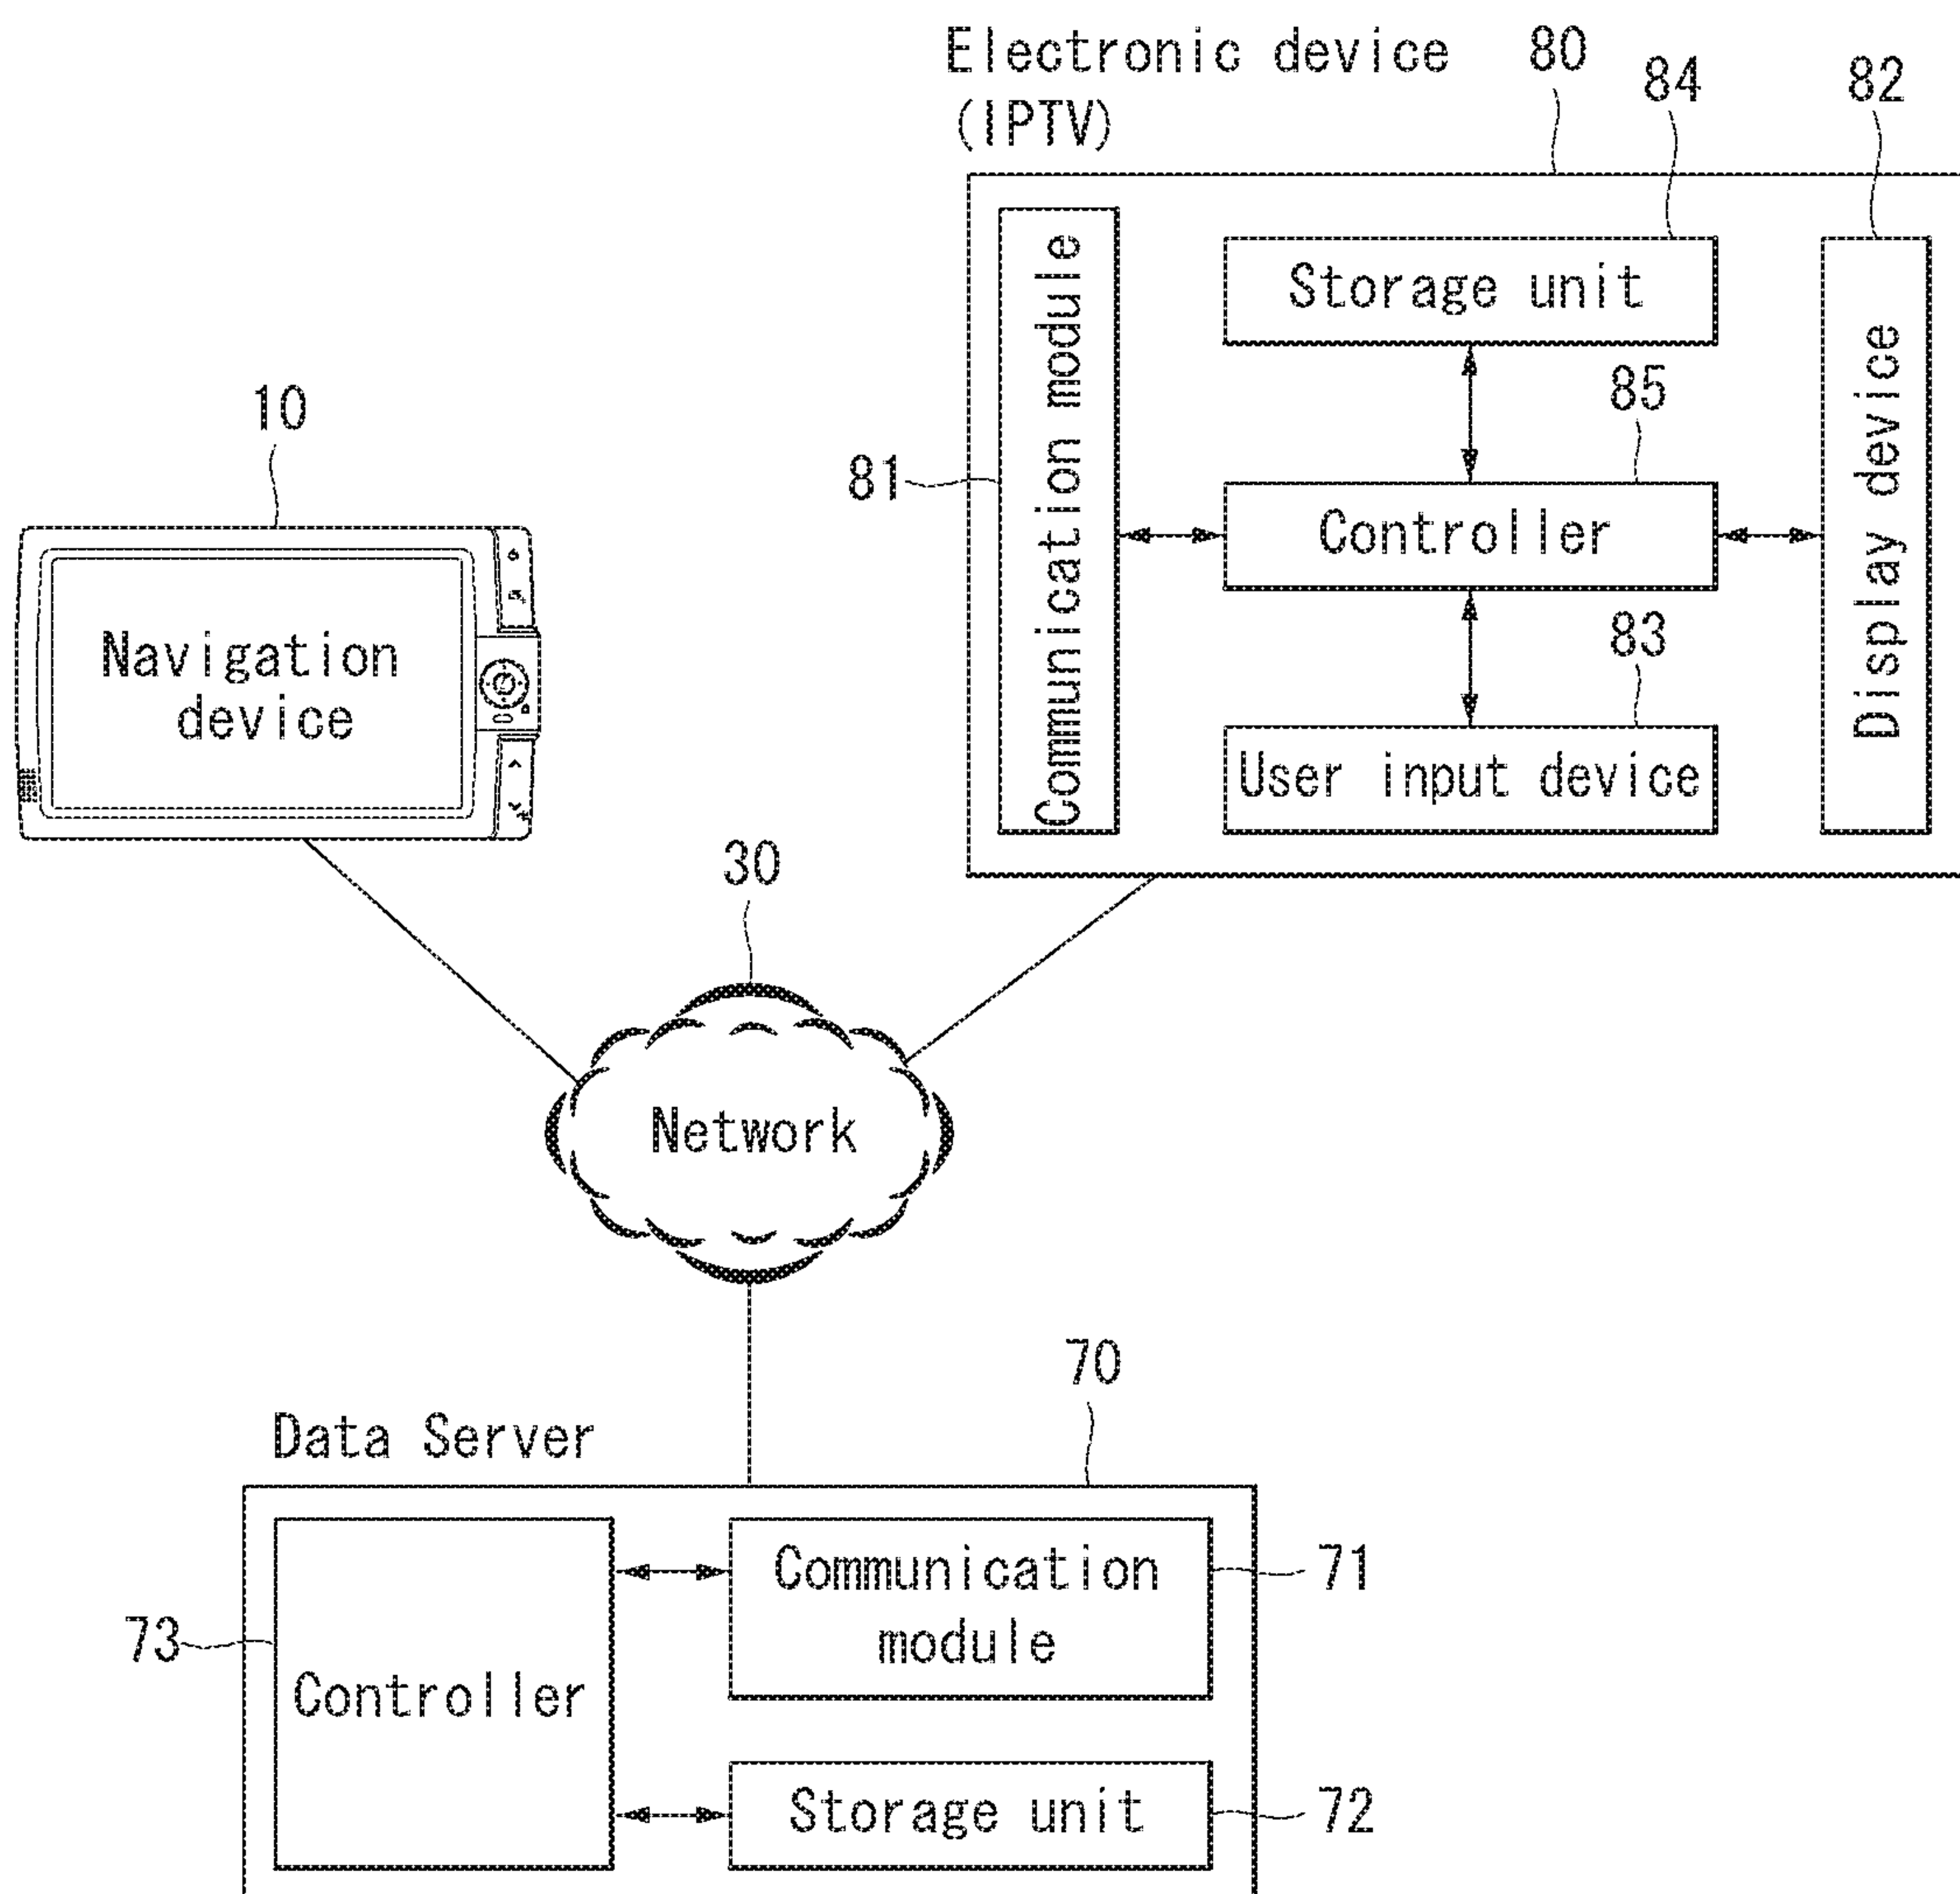 Electronic device
(IPTV)
80
84
82
Communication module
Storage unit
Display device
85
81
Controller
83
User input device
10
Navigation
device
30
Network
70
Data Server
Communication
module
71
73
Controller
Storage unit
72